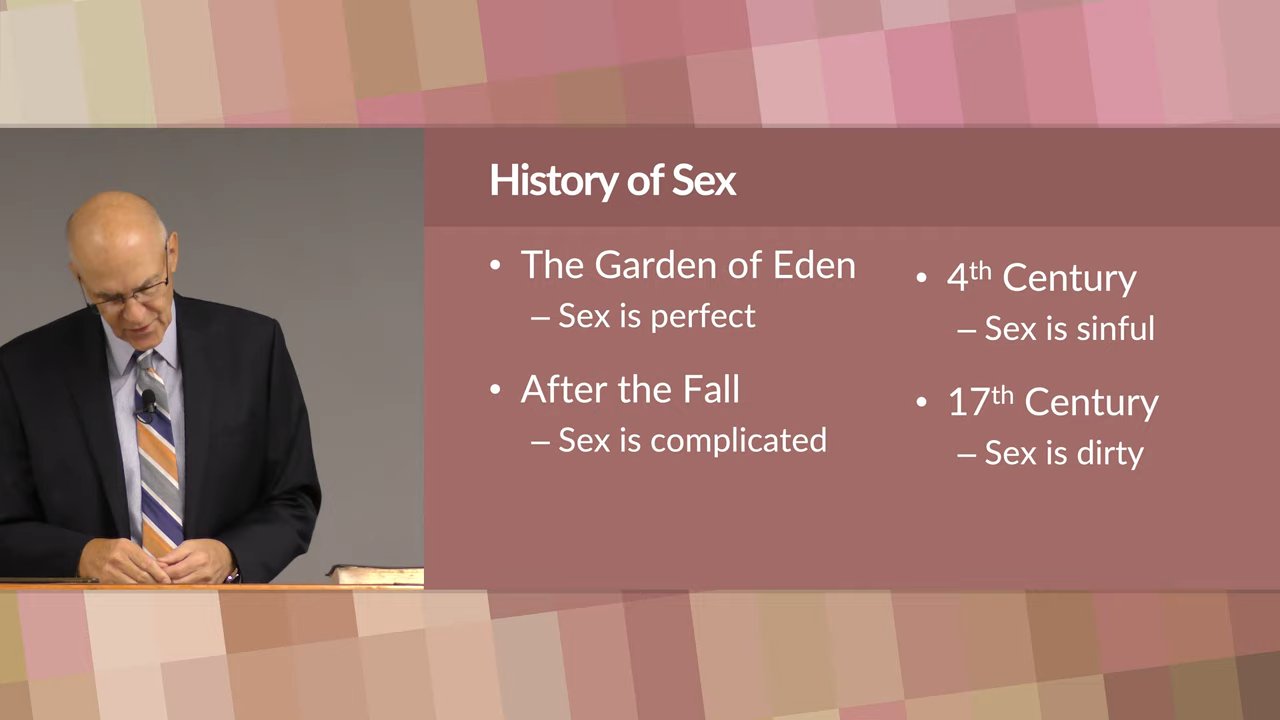 History of Sex
• The Garden of Eden
– Sex is perfect
• After the Fall
– Sex is complicated
• 4th Century
– Sex is sinful
• 17th Century
– Sex is dirty